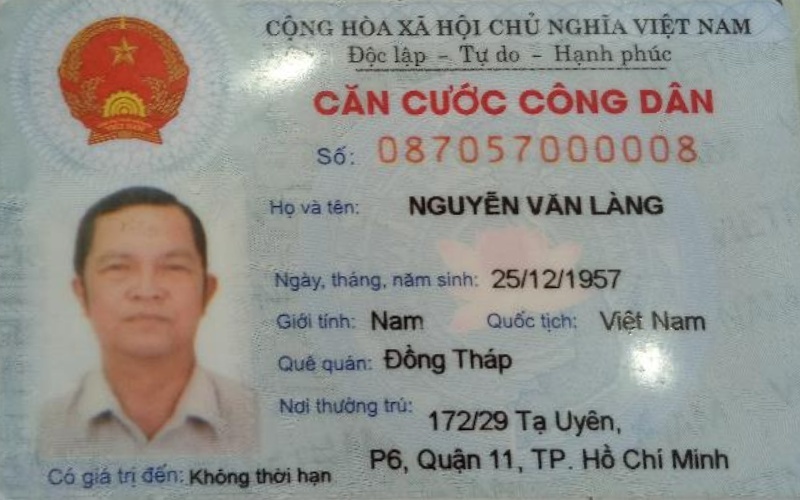 CỘNG HÒA XÃ HỘI CHỦ NGHĨA VIỆT NAM
Độc lập - Tự do - Hạnh phúc
CĂN CƯỚC CÔNG DÂN
Số: 087057000008
Họ và tên: NGUYỄN VĂN LÀNG
Ngày, tháng, năm sinh: 25/12/1957
Giới tính: Nam Quốc tịch: Việt Nam
Quê quán: Đồng Tháp
Nơi thường trú: 172/29 Tạ Uyên,
P6, Quận 11, TP. Hồ Chí Minh
Có giá trị đến: Không thời hạn